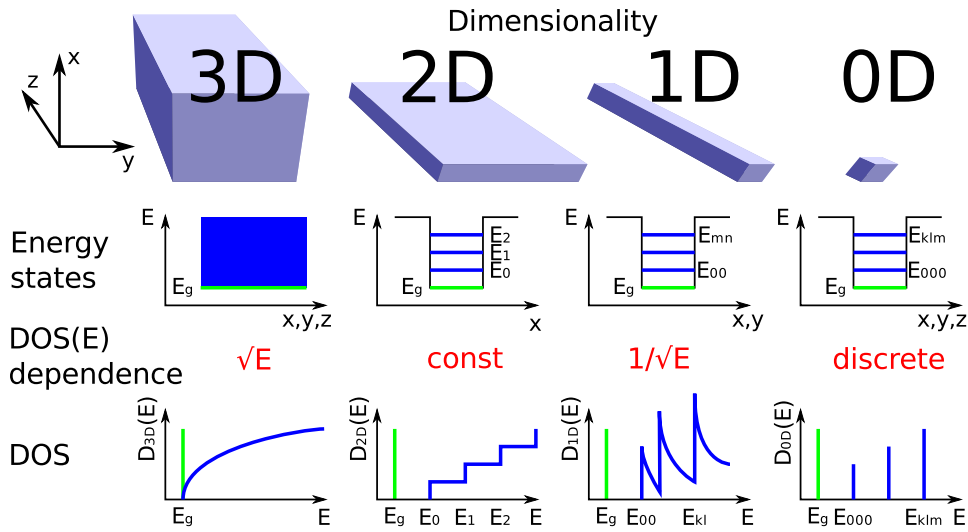 Dimensionality
3D 2D 1D 0D
x
z
y
Energy
states
E
Eg
x,y,z
E
E2
E1
E0
Eg
x
E
Emn
E00
Eg
x,y
E
Eklm
E000
Eg
x,y,z
DOS(E)
dependence
√E
const
1/√E
discrete
DOS
D3D(E)
Eg E
D2D(E)
Eg E0 E1 E2 E
D1D(E)
Eg E00 Ekl E
D0D(E)
Eg E000 Eklm E